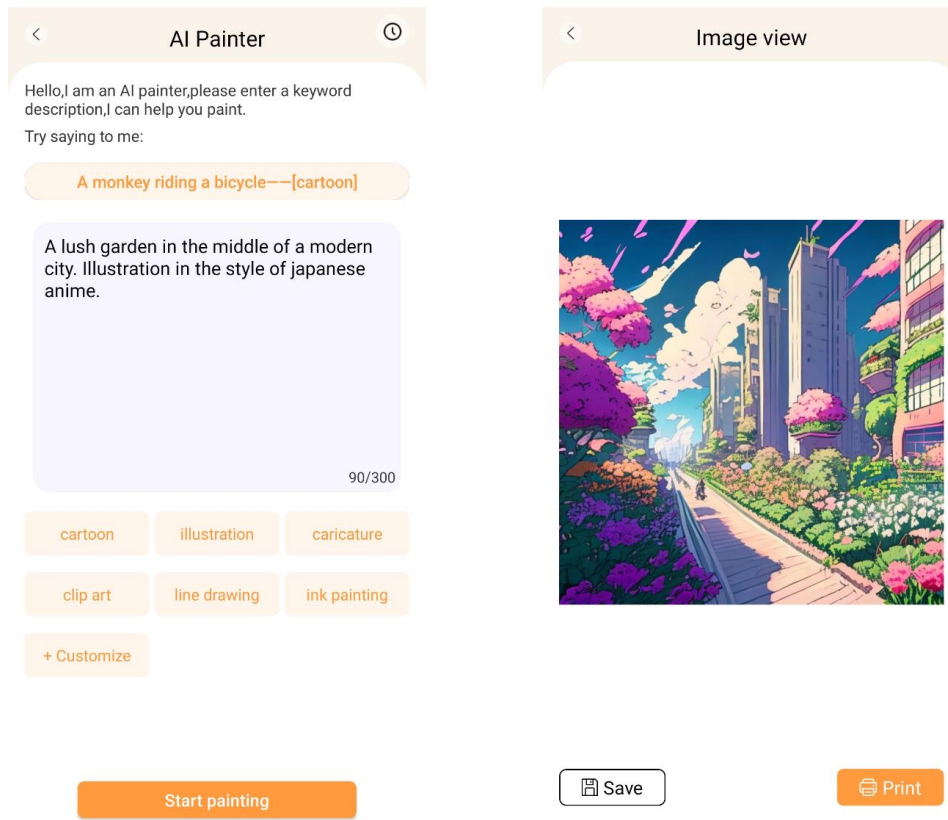 AI Painter
Hello,I am an AI painter,please enter a keyword
description,I can help you paint.
Try saying to me:
A monkey riding a bicycle——[cartoon]
A lush garden in the middle of a modern
city. Illustration in the style of japanese
anime.
90/300
cartoon
illustration
caricature
clip art
line drawing
ink painting
+ Customize
Start painting
Image view
Save
Print